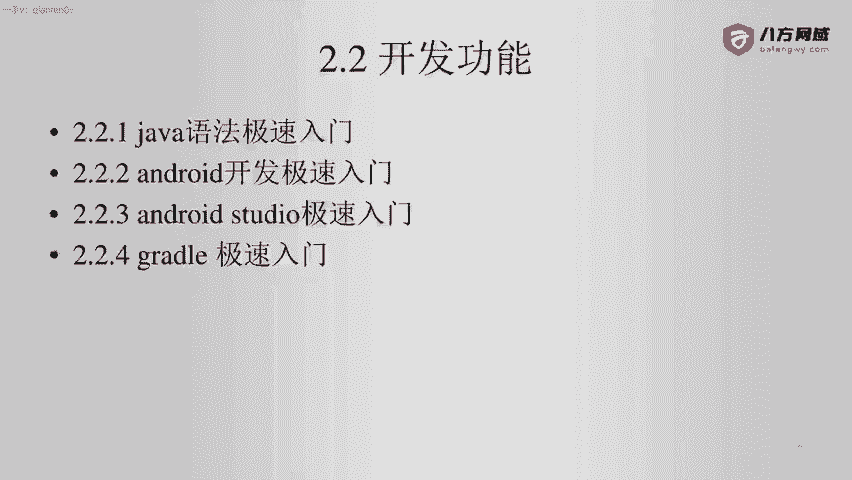 八方网域
bafangwy.com
2.2 开发功能
• 2.2.1 java语法极速入门
• 2.2.2 android开发极速入门
• 2.2.3 android studio极速入门
• 2.2.4 gradle 极速入门